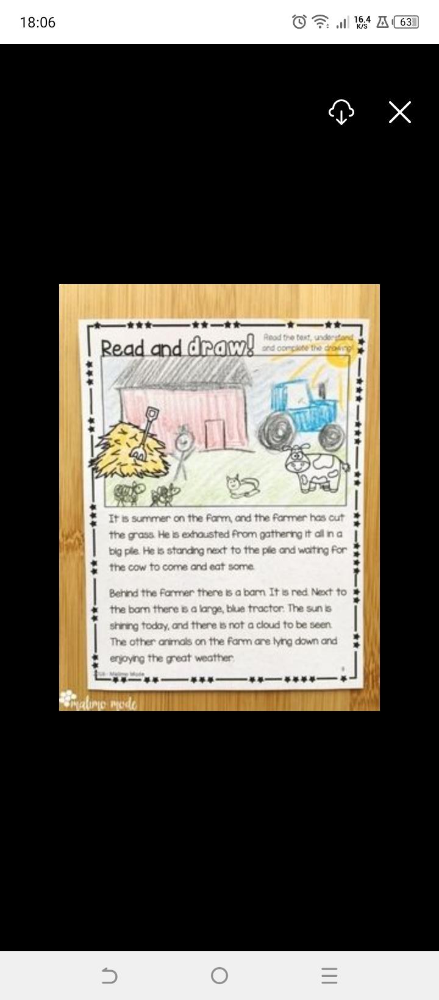 18:06
16.4
K/S
63
Read and draw!
Read the text, understand
and complete the drawing!
It is summer on the farm, and the farmer has cut
the grass. He is exhausted from gathering it all in a
big pile. He is standing next to the pile and waiting for
the cow to come and eat some.
Behind the farmer there is a barn. It is red. Next to
the barn there is a large, blue tractor. The sun is
shining today, and there is not a cloud to be seen.
The other animals on the farm are lying down and
enjoying the great weather.
- Malimo Mode
malimo mode